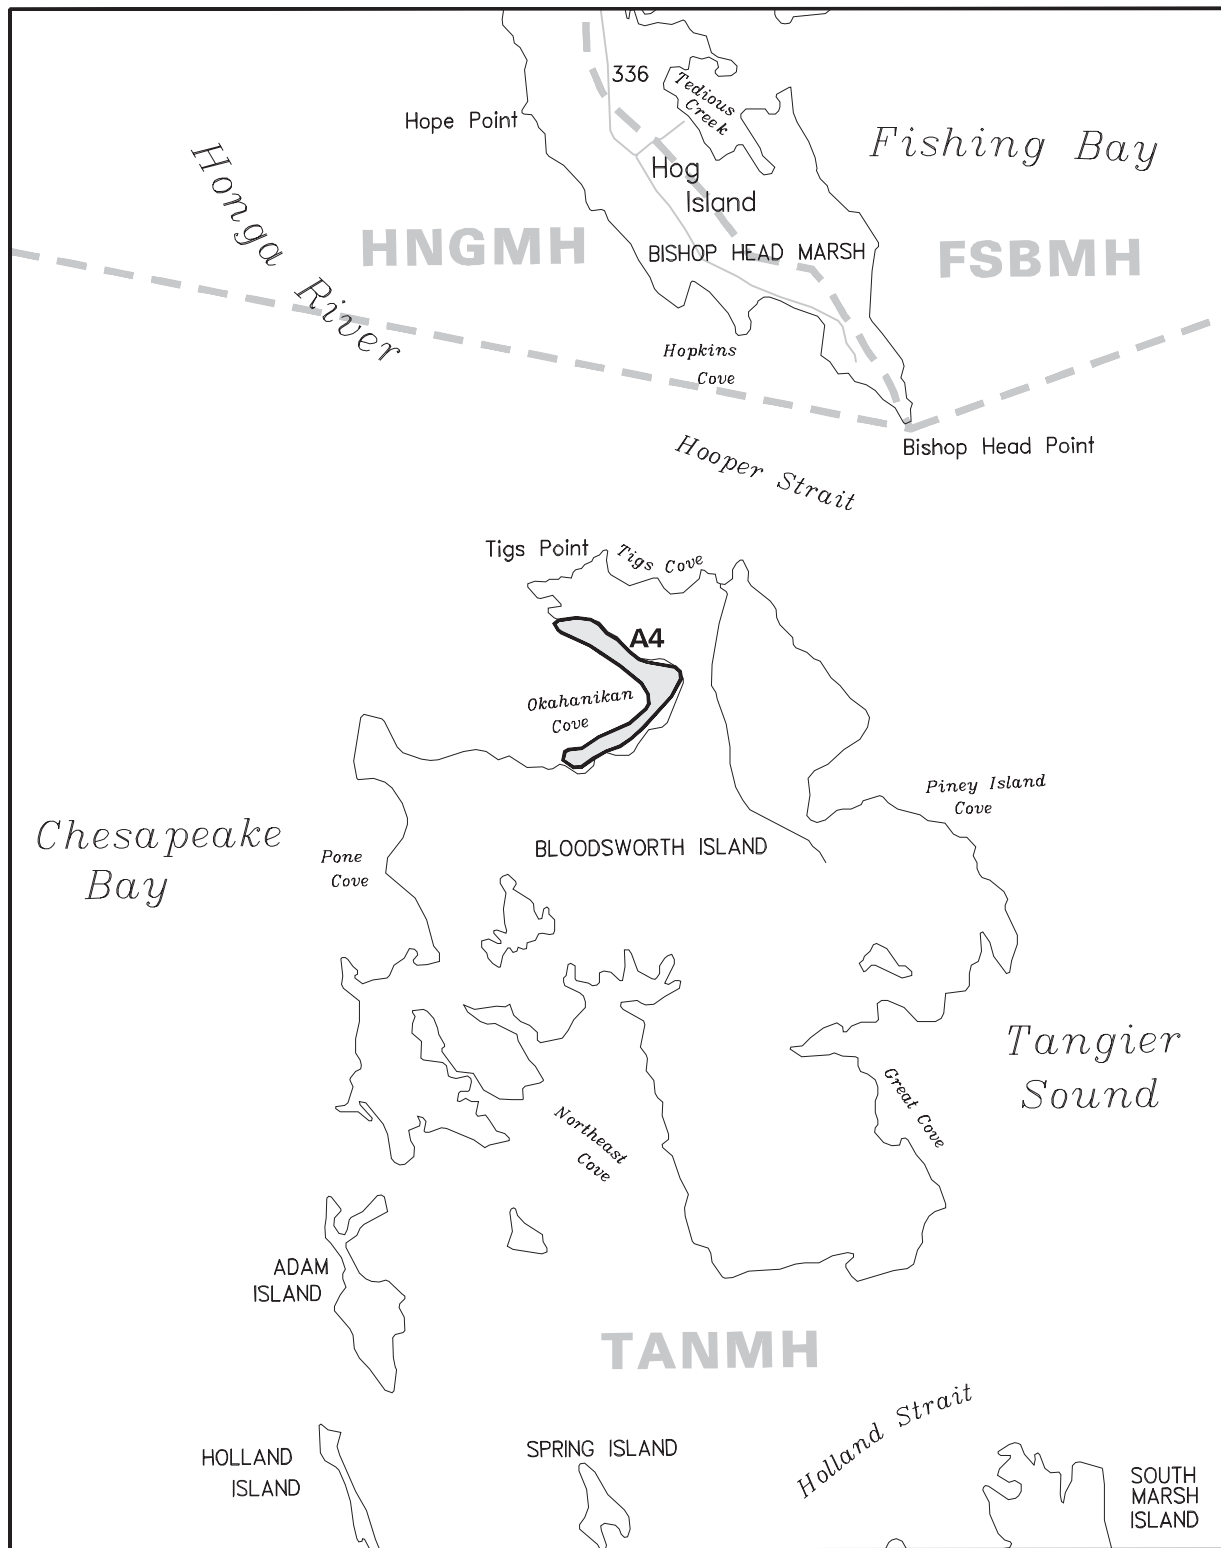 336
Tedious
Creek
Hope Point
Fishing Bay
Honga
River
Hog
Island
HNGMH
BISHOP HEAD MARSH
FSBMH
Hopkins
Cove
Bishop Head Point
Hooper Strait
Tigs Point
Tigs Cove
A4
Okahanikan
Cove
Piney Island
Cove
Chesapeake
Bay
BLOODSWORTH ISLAND
Pone
Cove
Tangier
Sound
Great Cove
Northeast
Cove
ADAM
ISLAND
TANMH
Holland Strait
HOLLAND
ISLAND
SPRING ISLAND
SOUTH
MARSH
ISLAND